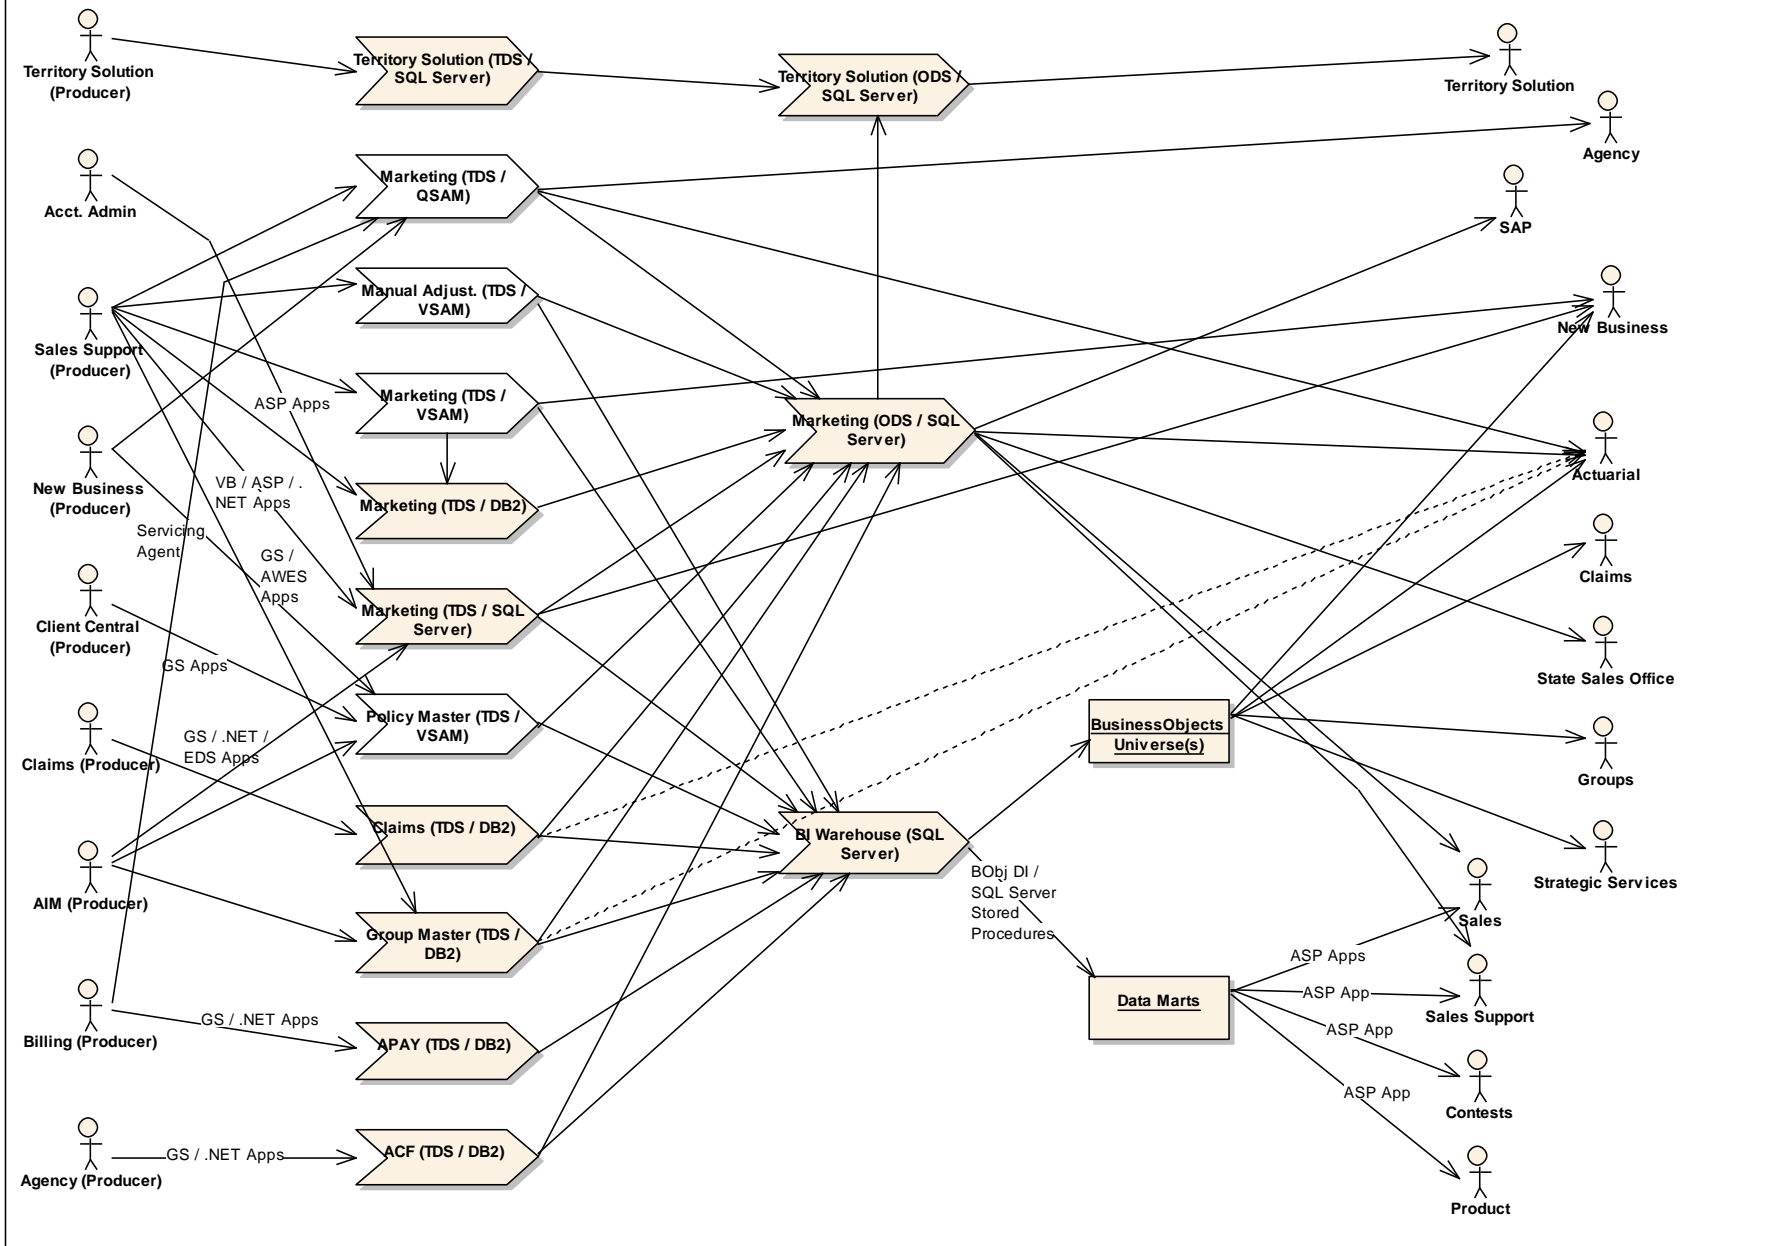 Territory Solution
(Producer)
Territory Solution (TDS /
SQL Server)
Territory Solution (ODS /
SQL Server)
Territory Solution
Agency
Acct. Admin
Marketing (TDS /
QSAM)
SAP
Sales Support
(Producer)
Manual Adjust. (TDS /
VSAM)
New Business
ASP Apps
Marketing (TDS /
VSAM)
Marketing (ODS / SQL
Server)
Actuarial
New Business
(Producer)
VB / ASP / .
NET Apps
Marketing (TDS / DB2)
Servicing
Agent
GS /
AWES
Apps
Claims
Client Central
(Producer)
Marketing (TDS / SQL
Server)
GS Apps
State Sales Office
Claims (Producer)
GS / .NET /
EDS Apps
Policy Master (TDS /
VSAM)
BusinessObjects
Universe(s)
Groups
Claims (TDS / DB2)
BI Warehouse (SQL
Server)
BObj DI /
SQL Server
Stored
Procedures
Strategic Services
AIM (Producer)
Group Master (TDS /
DB2)
Sales
ASP Apps
Data Marts
ASP App
Sales Support
Billing (Producer)
GS / .NET Apps
APAY (TDS / DB2)
ASP App
ASP App
Contests
Agency (Producer)
GS / .NET Apps
ACF (TDS / DB2)
Product